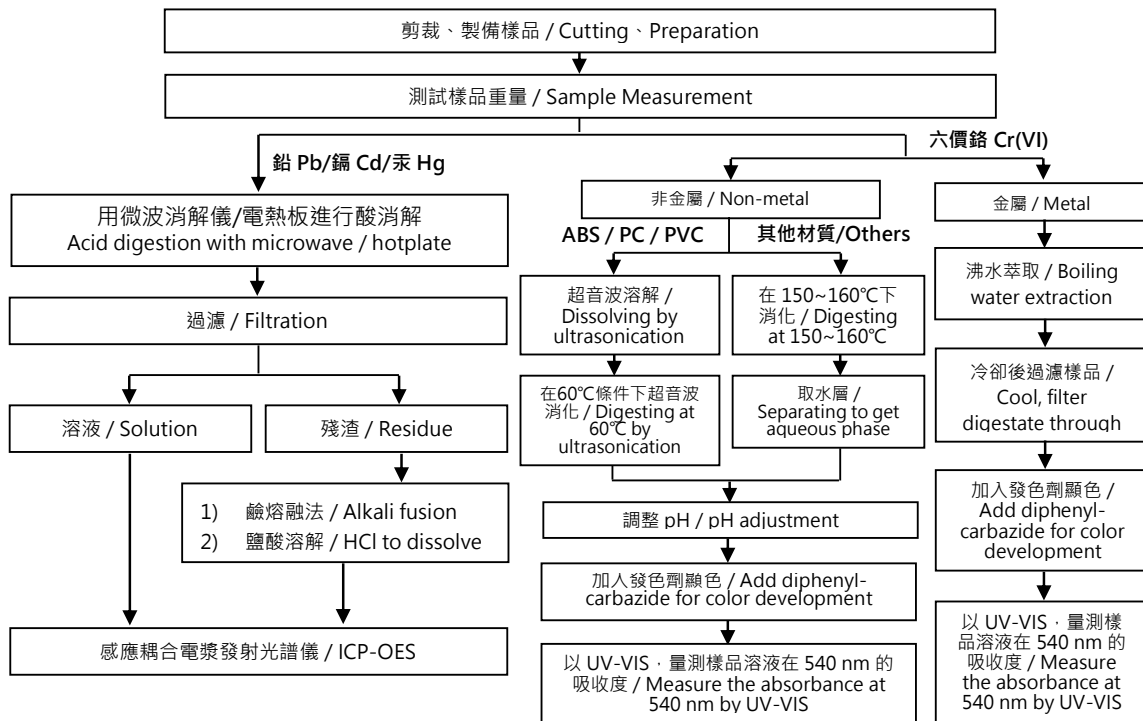 剪裁、製備樣品 / Cutting、Preparation
測試樣品重量 / Sample Measurement
鉛 Pb/鎘 Cd/汞 Hg
六價鉻 Cr(VI)
用微波消解儀/電熱板進行酸消解
Acid digestion with microwave / hotplate
過濾 / Filtration
溶液 / Solution
殘渣 / Residue
1) 鹼熔融法 / Alkali fusion
2) 鹽酸溶解 / HCl to dissolve
感應耦合電漿發射光譜儀 / ICP-OES
非金屬 / Non-metal
ABS / PC / PVC
其他材質/Others
超音波溶解 /
Dissolving by
ultrasonication
在60℃條件下超音波
消化 / Digesting at
60℃ by
ultrasonication
在 150~160℃下
消化 / Digesting
at 150~160℃
取水層 /
Separating to get
aqueous phase
調整 pH / pH adjustment
加入發色劑顯色 / Add diphenyl-
carbazide for color development
以 UV-VIS，量測樣品溶液在 540 nm 的
吸收度 / Measure the absorbance at
540 nm by UV-VIS
金屬 / Metal
沸水萃取 / Boiling
water extraction
冷卻後過濾樣品 /
Cool, filter
digestate through
加入發色劑顯色 /
Add diphenyl-
carbazide for color
development
以 UV-VIS，量測樣
品溶液在 540 nm 的
吸收度 / Measure
the absorbance at
540 nm by UV-VIS